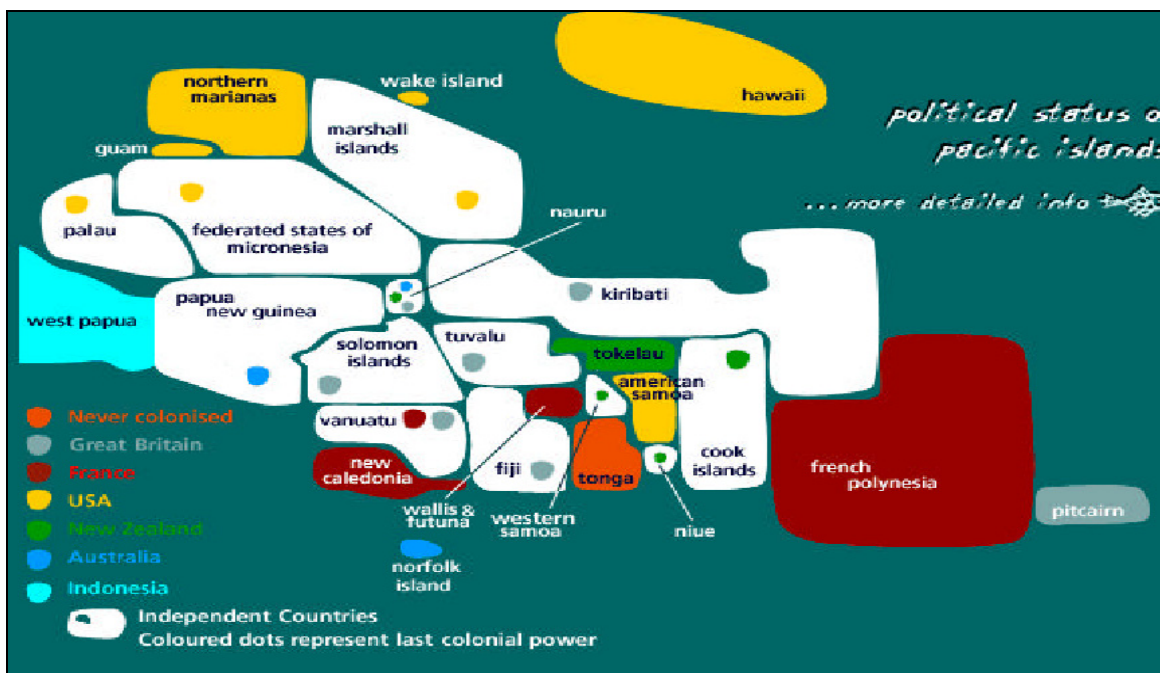 northern
marianas
wake island
hawaii
political status o
pacific islands
marshall
islands
guam
...more detailed info
nauru
palau
federated states of
micronesia
papua
new guinea
kiribati
west papua
solomon
islands
tuvalu
tokelau
american
samoa
vanuatu
new
caledonia
fiji
tonga
cook
islands
french
polynesia
wallis &
futuna
western
samoa
niue
pitcairn
norfolk
island
Never colonised
Great Britain
France
USA
New Zealand
Australia
Indonesia
Independent Countries
Coloured dots represent last colonial power